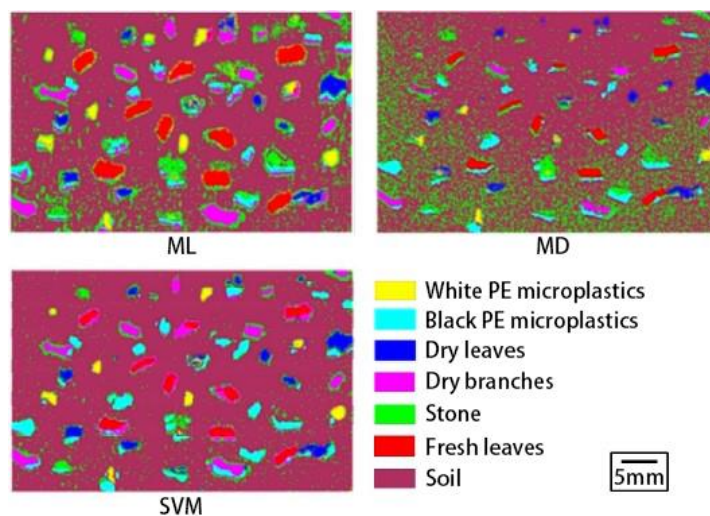 ML
MD
SVM
White PE microplastics
Black PE microplastics
Dry leaves
Dry branches
Stone
Fresh leaves
Soil
5mm